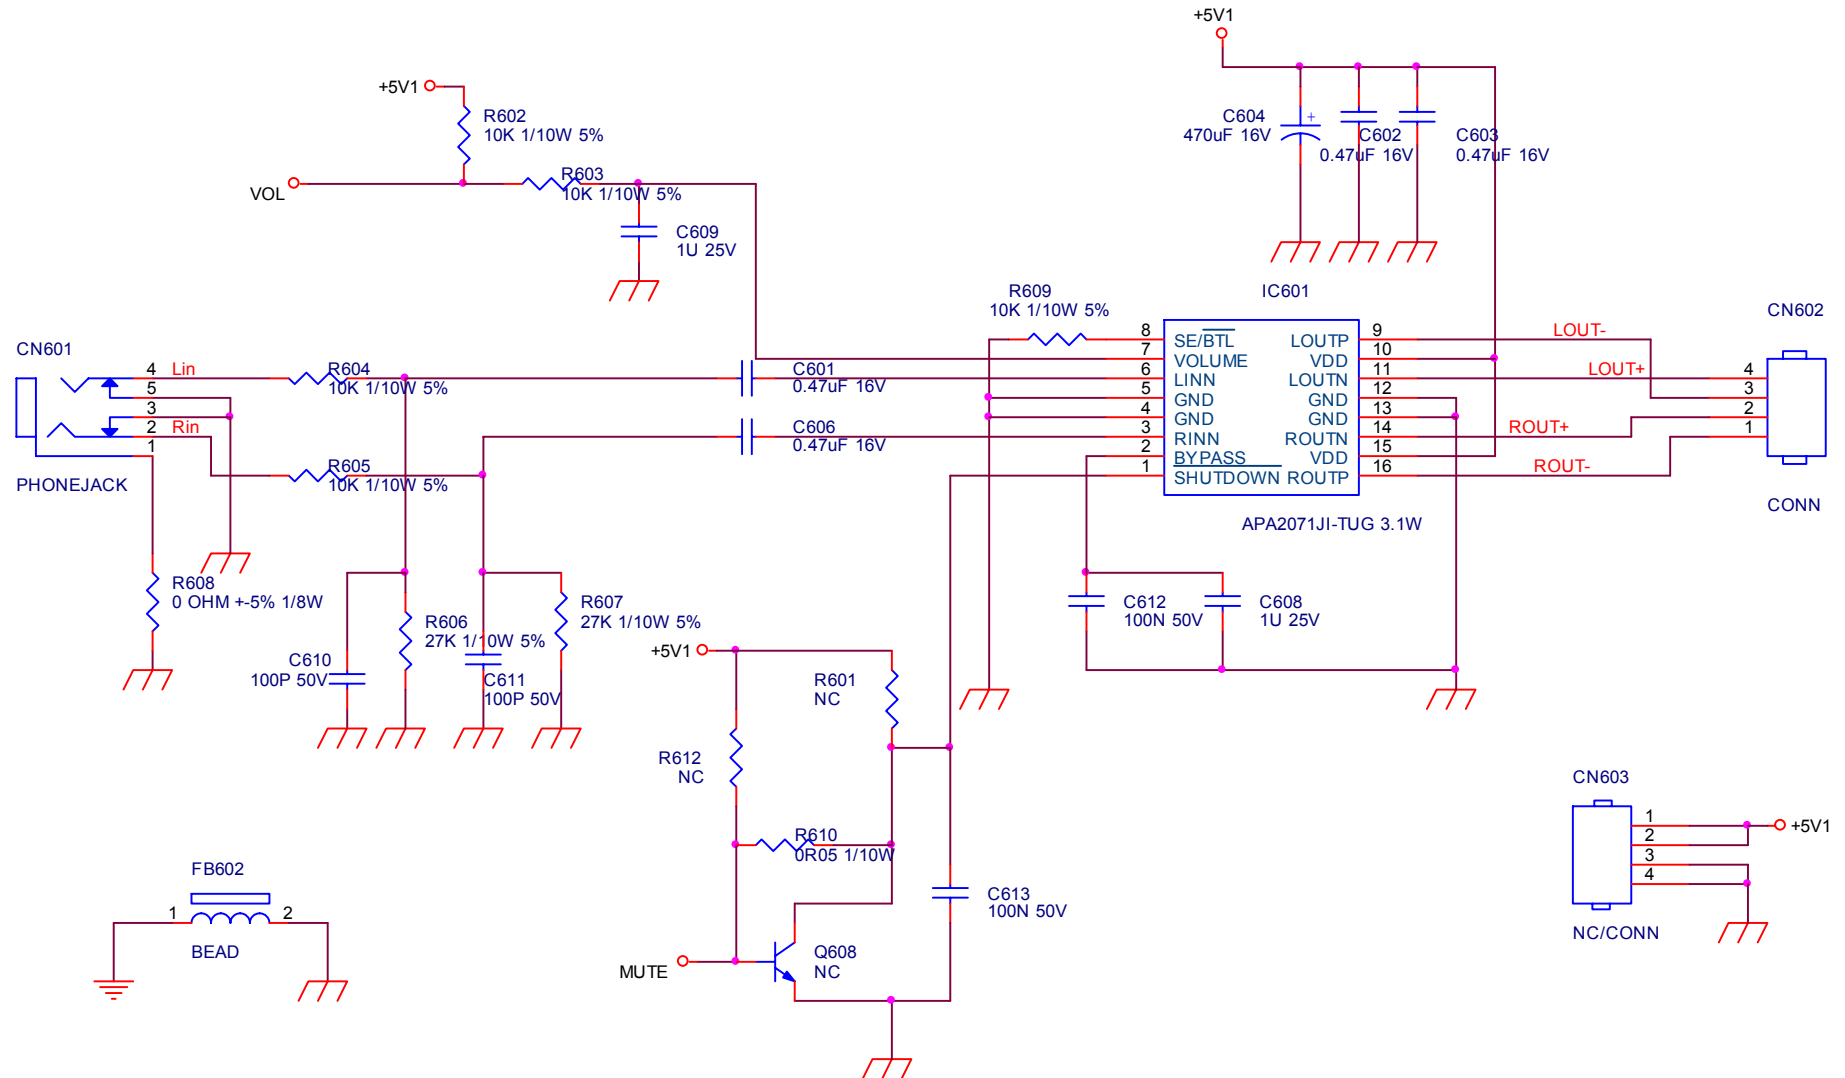 +5V1
+5V1
R602
10K 1/10W 5%
VOL
R603
10K 1/10W 5%
C609
1U 25V
C604
470uF 16V
+
C602
0.47uF 16V
C603
0.47uF 16V
R609
10K 1/10W 5%
IC601
8
7
6
5
4
3
2
1
SE/BTL
VOLUME
LINN
GND
GND
RINN
BYPASS
SHUTDOWN
LOUTP
VDD
LOUTN
GND
GND
ROUTN
VDD
ROUTP
9
10
11
12
13
14
15
16
APA2071JI-TUG 3.1W
LOUT-
LOUT+
ROUT+
ROUT-
CN602
4
3
2
1
CONN
CN601
4
5
3
2
1
Lin
Rin
PHONEJACK
R604
10K 1/10W 5%
R605
10K 1/10W 5%
C601
0.47uF 16V
C606
0.47uF 16V
R608
0 OHM +-5% 1/8W
C610
100P 50V
R606
27K 1/10W 5%
C611
100P 50V
R607
27K 1/10W 5%
C612
100N 50V
C608
1U 25V
+5V1
R601
NC
R612
NC
R610
0R05 1/10W
C613
100N 50V
MUTE
Q608
NC
FB602
1
2
BEAD
CN603
1
2
3
4
+5V1
NC/CONN